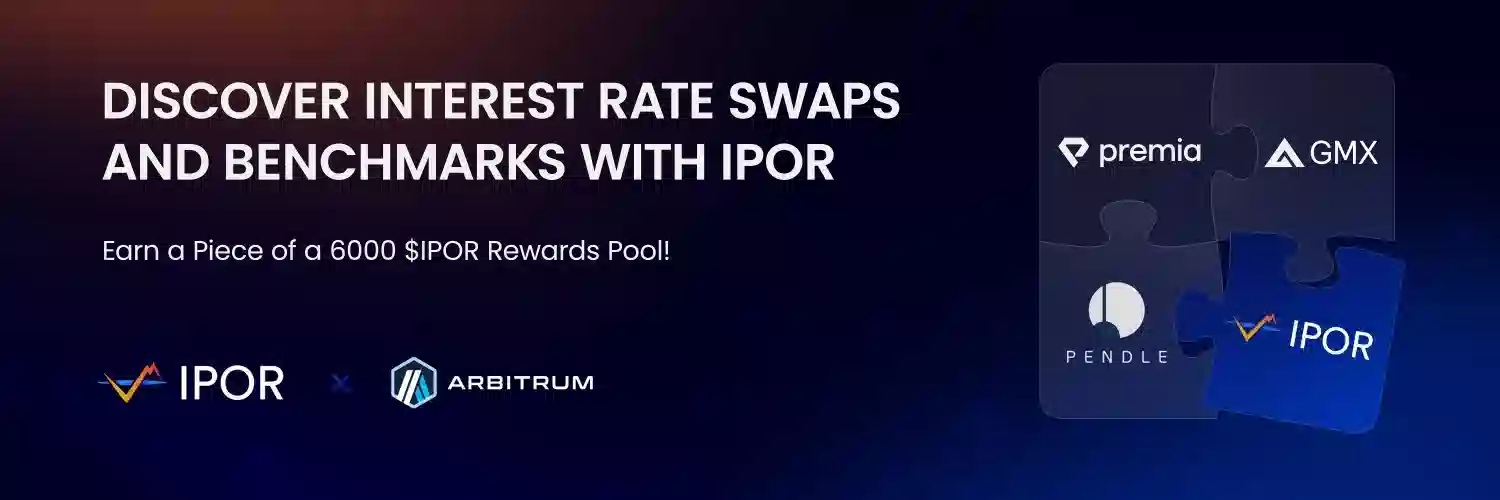 DISCOVER INTEREST RATE SWAPS
AND BENCHMARKS WITH IPOR
Earn a Piece of a 6000 $IPOR Rewards Pool!
IPOR x ARBITRUM
premia
GMX
PENDLE
IPOR